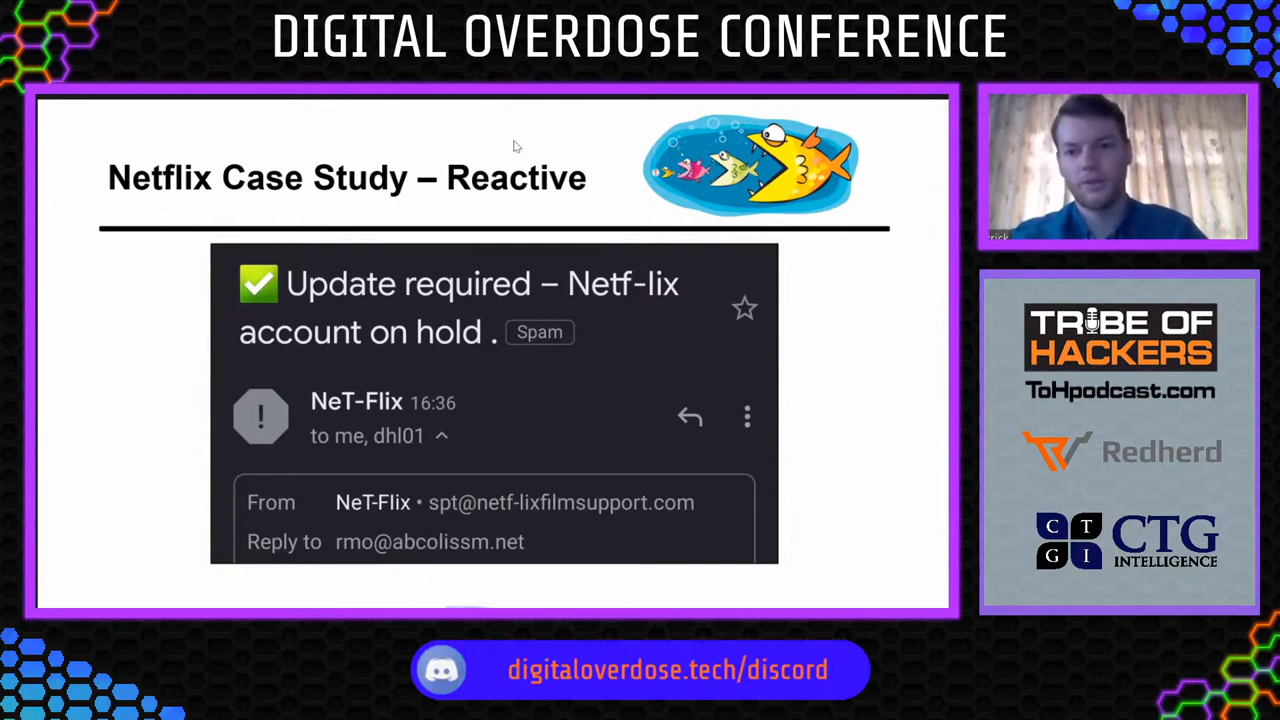 DIGITAL OVERDOSE CONFERENCE
Netflix Case Study – Reactive
✅ Update required – Netf-lix
account on hold . Spam
!
NeT-Flix 16:36
to me, dhl01
From NeT-Flix • spt@netf-lixfilmsupport.com
Reply to rmo@abcolissm.net
TRIBE OF
HACKERS
ToHpodcast.com
Redherd
C T
G I
CTG
INTELLIGENCE
digitaloverdose.tech/discord